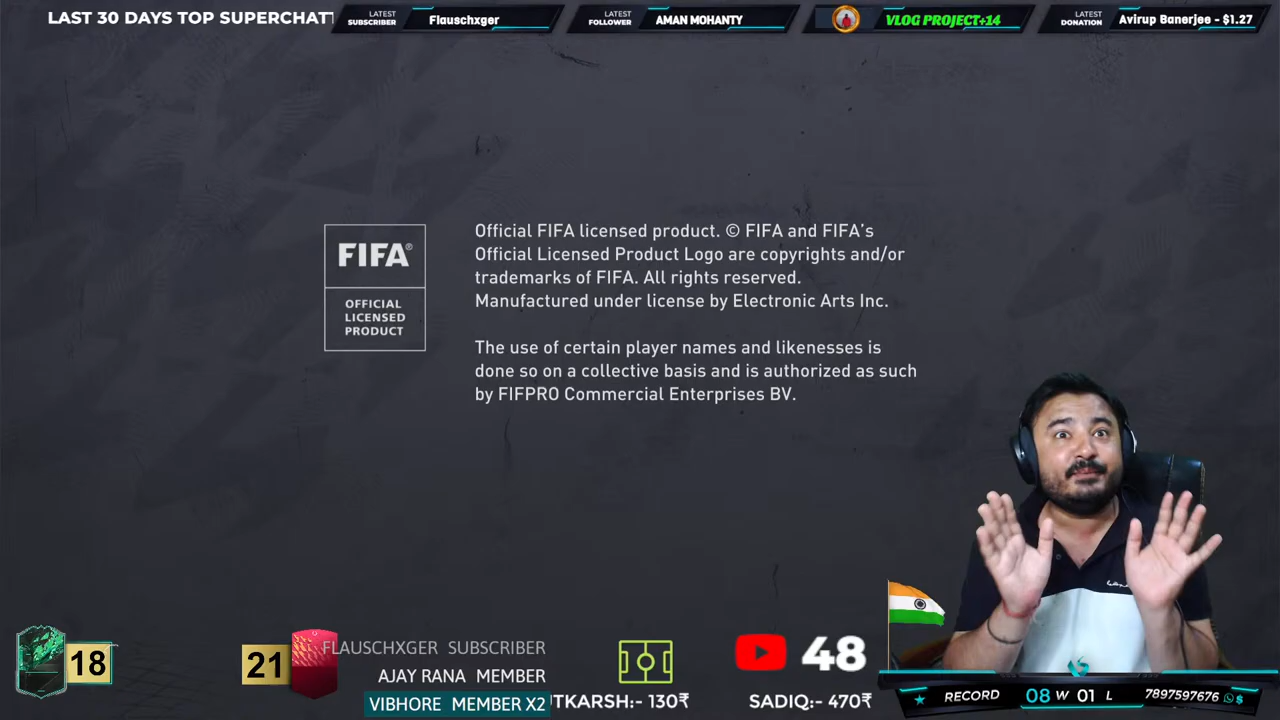 LAST 30 DAYS TOP SUPERCHAT
LATEST SUBSCRIBER
Flauschxger
LATEST FOLLOWER
AMAN MOHANTY
VLOG PROJECT+14
LATEST DONATION
Avirup Banerjee - $1.27
FIFA®
OFFICIAL
LICENSED
PRODUCT
Official FIFA licensed product. © FIFA and FIFA's
Official Licensed Product Logo are copyrights and/or
trademarks of FIFA. All rights reserved.
Manufactured under license by Electronic Arts Inc.
The use of certain player names and likenesses is
done so on a collective basis and is authorized as such
by FIFPRO Commercial Enterprises BV.
18
21
FLAUSCHXGER SUBSCRIBER
AJAY RANA MEMBER
VIBHORE MEMBER X2
TKARSH:- 130₹
48
SADIQ:- 470₹
RECORD 08 W 01 L 7897597676 $